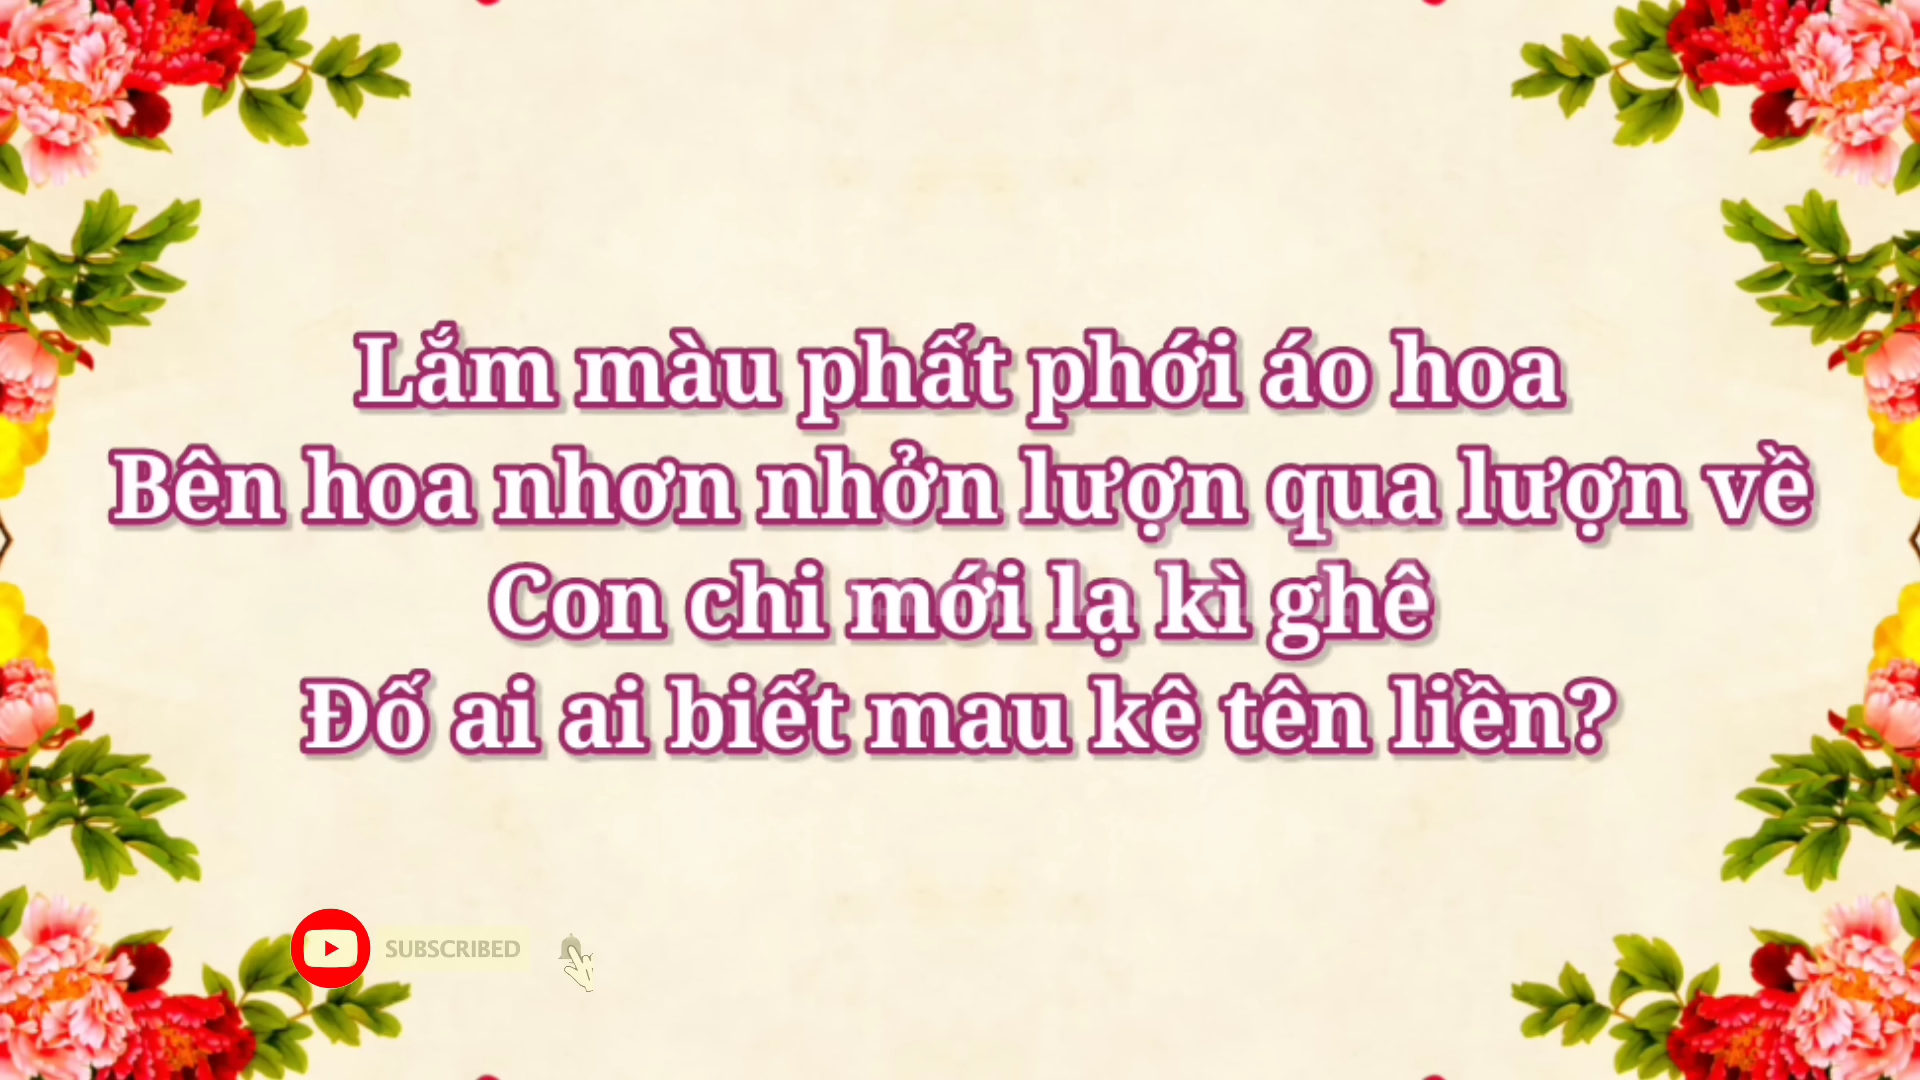 Lắm màu phất phới áo hoa
Bên hoa nhơn nhởn lượn qua lượn về
Con chi mới lạ kì ghê
Đố ai ai biết mau kê tên liền?
SUBSCRIBED